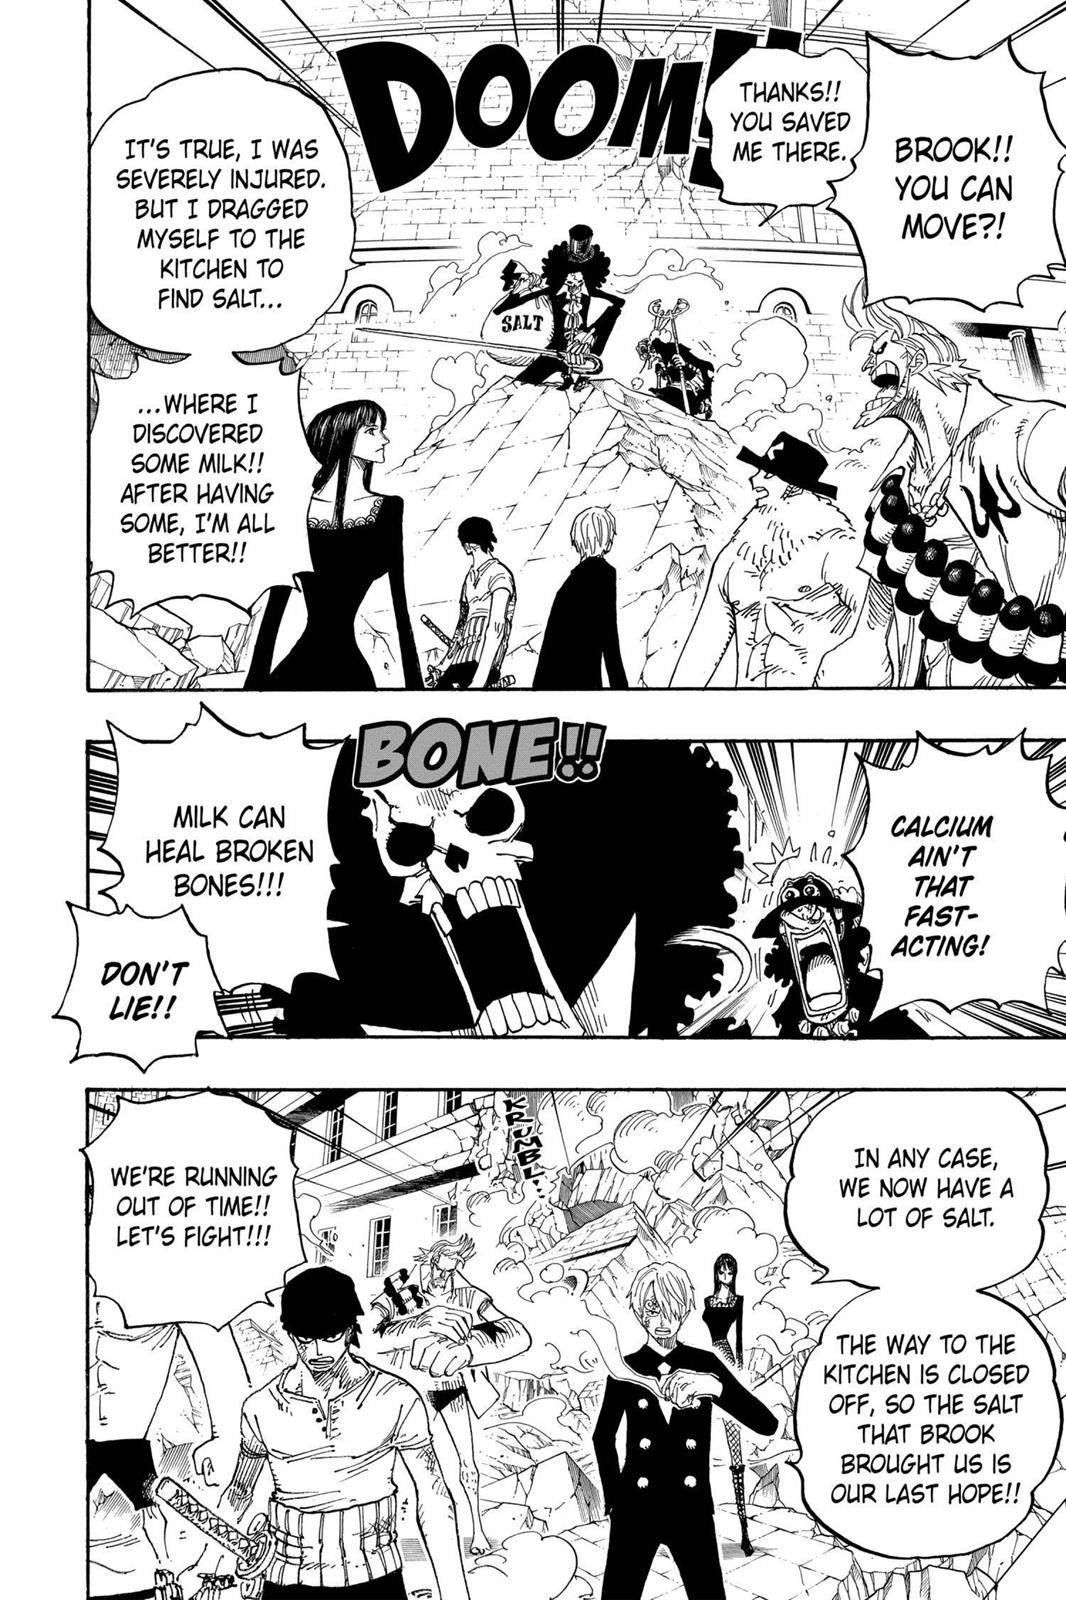 BROOK!!
YOU CAN
MOVE?!
THANKS!!
YOU SAVED
ME THERE.
DOOM!!
SALT
IT'S TRUE, I WAS
SEVERELY INJURED.
BUT I DRAGGED
MYSELF TO THE
KITCHEN TO
FIND SALT...
...WHERE I
DISCOVERED
SOME MILK!!
AFTER HAVING
SOME, I'M ALL
BETTER!!
CALCIUM
AIN'T
THAT
FAST-
ACTING!
BONE!!
MILK CAN
HEAL BROKEN
BONES!!!
DON'T
LIE!!
IN ANY CASE,
WE NOW HAVE A
LOT OF SALT.
THE WAY TO THE
KITCHEN IS CLOSED
OFF, SO THE SALT
THAT BROOK
BROUGHT US IS
OUR LAST HOPE!!
KRUMBL...
WE'RE RUNNING
OUT OF TIME!!
LET'S FIGHT!!!